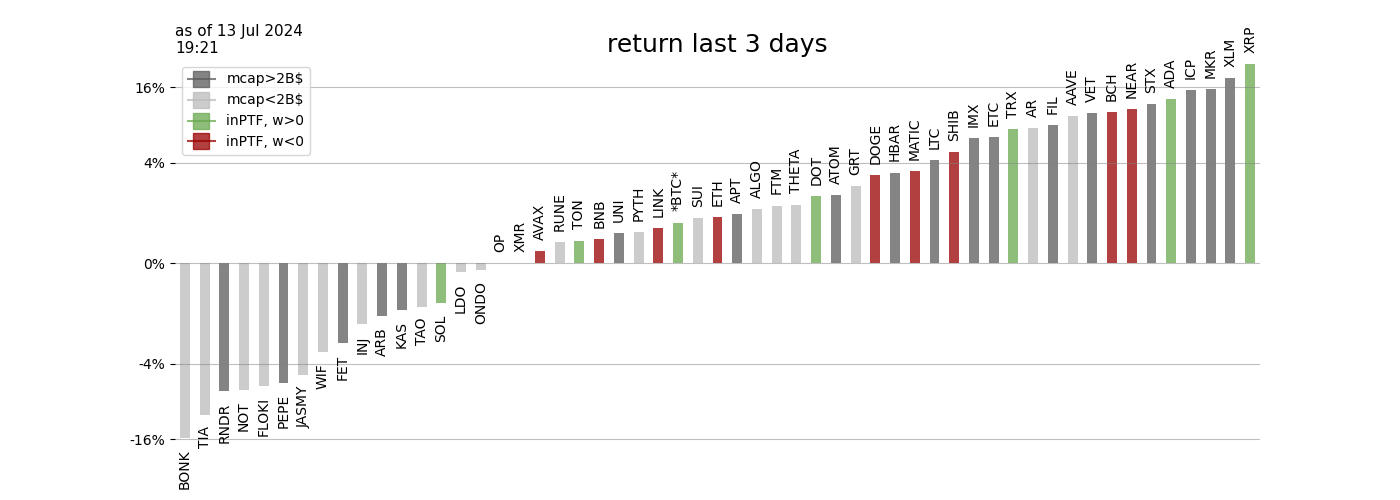 as of 13 Jul 2024
19:21
return last 3 days
mcap>2B$
mcap<2B$
inPTF, w>0
inPTF, w<0
16%
4%
0%
-4%
-16%
BONK
TIA
RNDR
NOT
FLOKI
PEPE
JASMY
WIF
FET
INJ
ARB
KAS
TAO
SOL
LDO
ONDO
OP
XMR
AVAX
RUNE
TON
BNB
UNI
PYTH
LINK
*BTC*
SUI
ETH
APT
ALGO
FTM
THETA
DOT
ATOM
GRT
DOGE
HBAR
MATIC
LTC
SHIB
IMX
ETC
TRX
AR
FIL
AAVE
VET
BCH
NEAR
STX
ADA
ICP
MKR
XLM
XRP